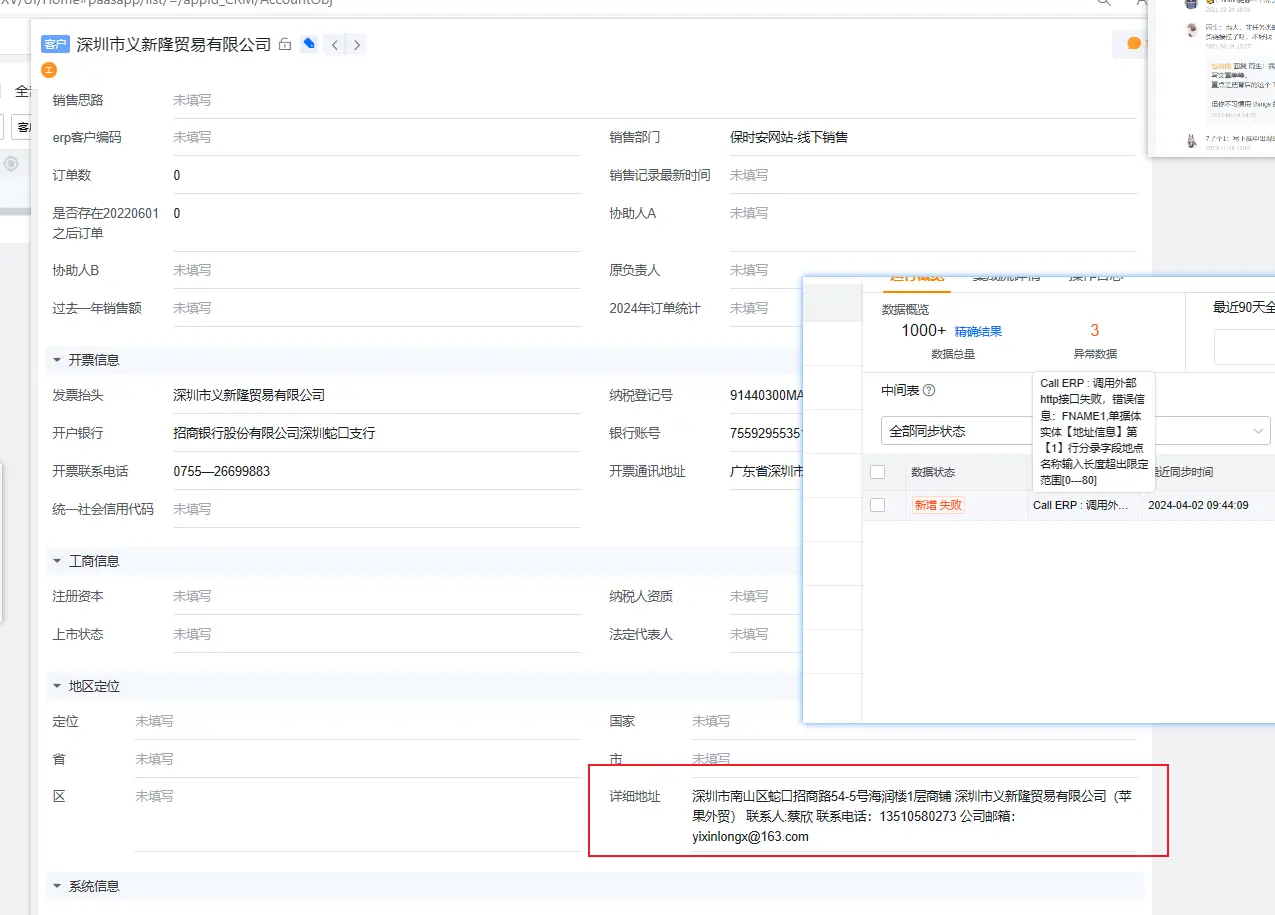 XV/UI/Home#paasapp/list/=/appId_CRM/AccountObj
客户 深圳市义新隆贸易有限公司
全
客
销售思路 未填写
erp客户编码 未填写 销售部门 保时安网站-线下销售
订单数 0 销售记录最新时间 未填写
是否存在20220601 0 协助人A 未填写
之后订单
协助人B 未填写 原负责人 未填写
过去一年销售额 未填写 2024年订单统计 未填写
开票信息
发票抬头 深圳市义新隆贸易有限公司 纳税登记号 91440300MA
开户银行 招商银行股份有限公司深圳蛇口支行 银行账号 7559295535
开票联系电话 0755—26699883 开票通讯地址 广东省深圳市
统一社会信用代码 未填写
工商信息
注册资本 未填写 纳税人资质 未填写
上市状态 未填写 法定代表人 未填写
地区定位
定位 未填写 国家 未填写
省 未填写 市 未填写
区 未填写 详细地址 深圳市南山区蛇口招商路54-5号海润楼1层商铺 深圳市义新隆贸易有限公司（苹
果外贸） 联系人:蔡欣 联系电话：13510580273 公司邮箱：
yixinlongx@163.com
系统信息
运行概览 集成流详情 操作日志
数据概览 最近90天全
1000+ 精确结果 3
数据总量 异常数据
中间表
全部同步状态
Call ERP : 调用外部
http接口失败，错误信
息：FNAME1,单据体
实体【地址信息】第
【1】行分录字段地点
名称输入长度超出限定
范围[0---80]
数据状态 最近同步时间
新增 失败 Call ERP : 调用外... 2024-04-02 09:44:09